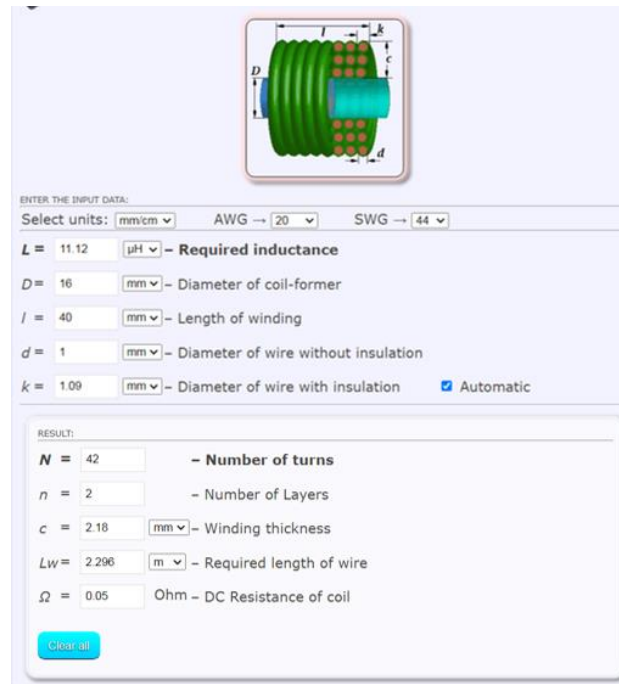 l k
c
D
d
ENTER THE INPUT DATA:
Select units: mm/cm AWG → 20 SWG → 44
L = 11.12 μH – Required inductance
D = 16 mm – Diameter of coil-former
l = 40 mm – Length of winding
d = 1 mm – Diameter of wire without insulation
k = 1.09 mm – Diameter of wire with insulation Automatic
RESULT:
N = 42 – Number of turns
n = 2 – Number of Layers
c = 2.18 mm – Winding thickness
Lw = 2.296 m – Required length of wire
Ω = 0.05 Ohm – DC Resistance of coil
Clear all